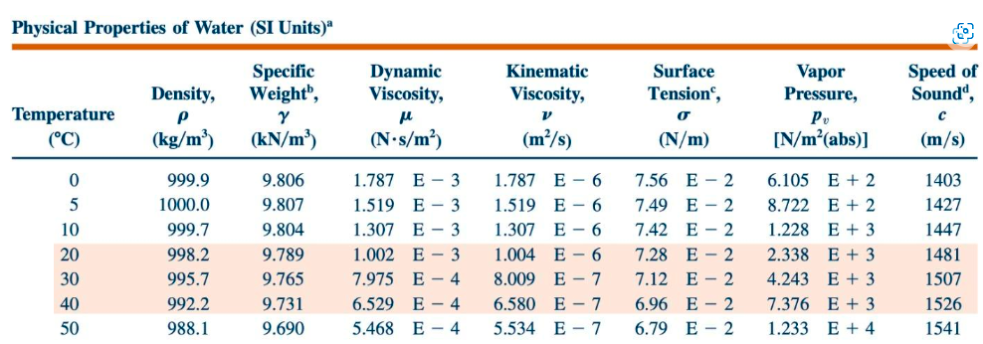 Physical Properties of Water (SI Units)ᵃ
Temperature (°C) Density, ρ (kg/m³) Specific Weightᵇ, γ (kN/m³) Dynamic Viscosity, μ (N·s/m²) Kinematic Viscosity, ν (m²/s) Surface Tensionᶜ, σ (N/m) Vapor Pressure, pᵥ [N/m²(abs)] Speed of Soundᵈ, c (m/s)
0 999.9 9.806 1.787 E − 3 1.787 E − 6 7.56 E − 2 6.105 E + 2 1403
5 1000.0 9.807 1.519 E − 3 1.519 E − 6 7.49 E − 2 8.722 E + 2 1427
10 999.7 9.804 1.307 E − 3 1.307 E − 6 7.42 E − 2 1.228 E + 3 1447
20 998.2 9.789 1.002 E − 3 1.004 E − 6 7.28 E − 2 2.338 E + 3 1481
30 995.7 9.765 7.975 E − 4 8.009 E − 7 7.12 E − 2 4.243 E + 3 1507
40 992.2 9.731 6.529 E − 4 6.580 E − 7 6.96 E − 2 7.376 E + 3 1526
50 988.1 9.690 5.468 E − 4 5.534 E − 7 6.79 E − 2 1.233 E + 4 1541